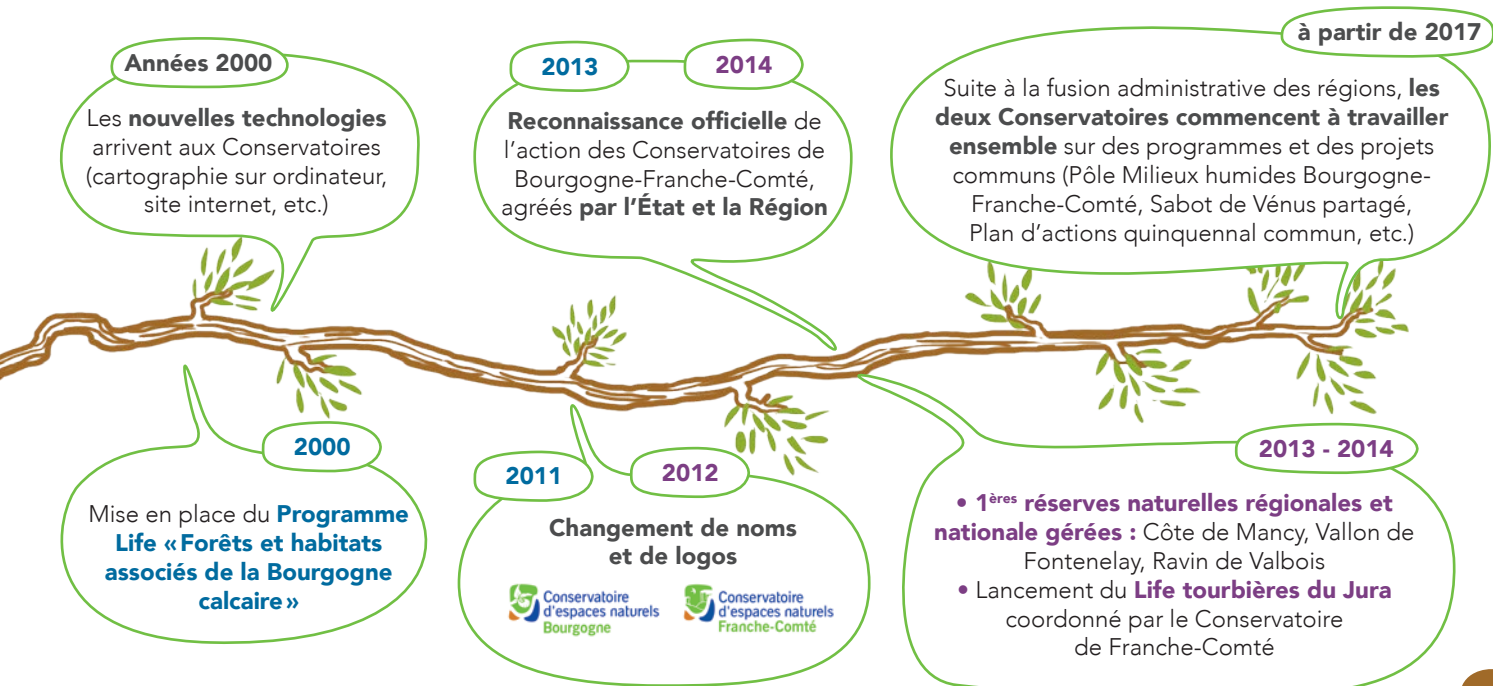 Années 2000
Les nouvelles technologies
arrivent aux Conservatoires
(cartographie sur ordinateur,
site internet, etc.)
2013
2014
Reconnaissance officielle de
l'action des Conservatoires de
Bourgogne-Franche-Comté,
agréés par l'État et la Région
à partir de 2017
Suite à la fusion administrative des régions, les
deux Conservatoires commencent à travailler
ensemble sur des programmes et des projets
communs (Pôle Milieux humides Bourgogne-
Franche-Comté, Sabot de Vénus partagé,
Plan d'actions quinquennal commun, etc.)
2000
Mise en place du Programme
Life «Forêts et habitats
associés de la Bourgogne
calcaire»
2011
2012
Changement de noms
et de logos
Conservatoire
d'espaces naturels
Bourgogne
Conservatoire
d'espaces naturels
Franche-Comté
2013 - 2014
• 1ères réserves naturelles régionales et
nationale gérées : Côte de Mancy, Vallon de
Fontenelay, Ravin de Valbois
• Lancement du Life tourbières du Jura
coordonné par le Conservatoire
de Franche-Comté